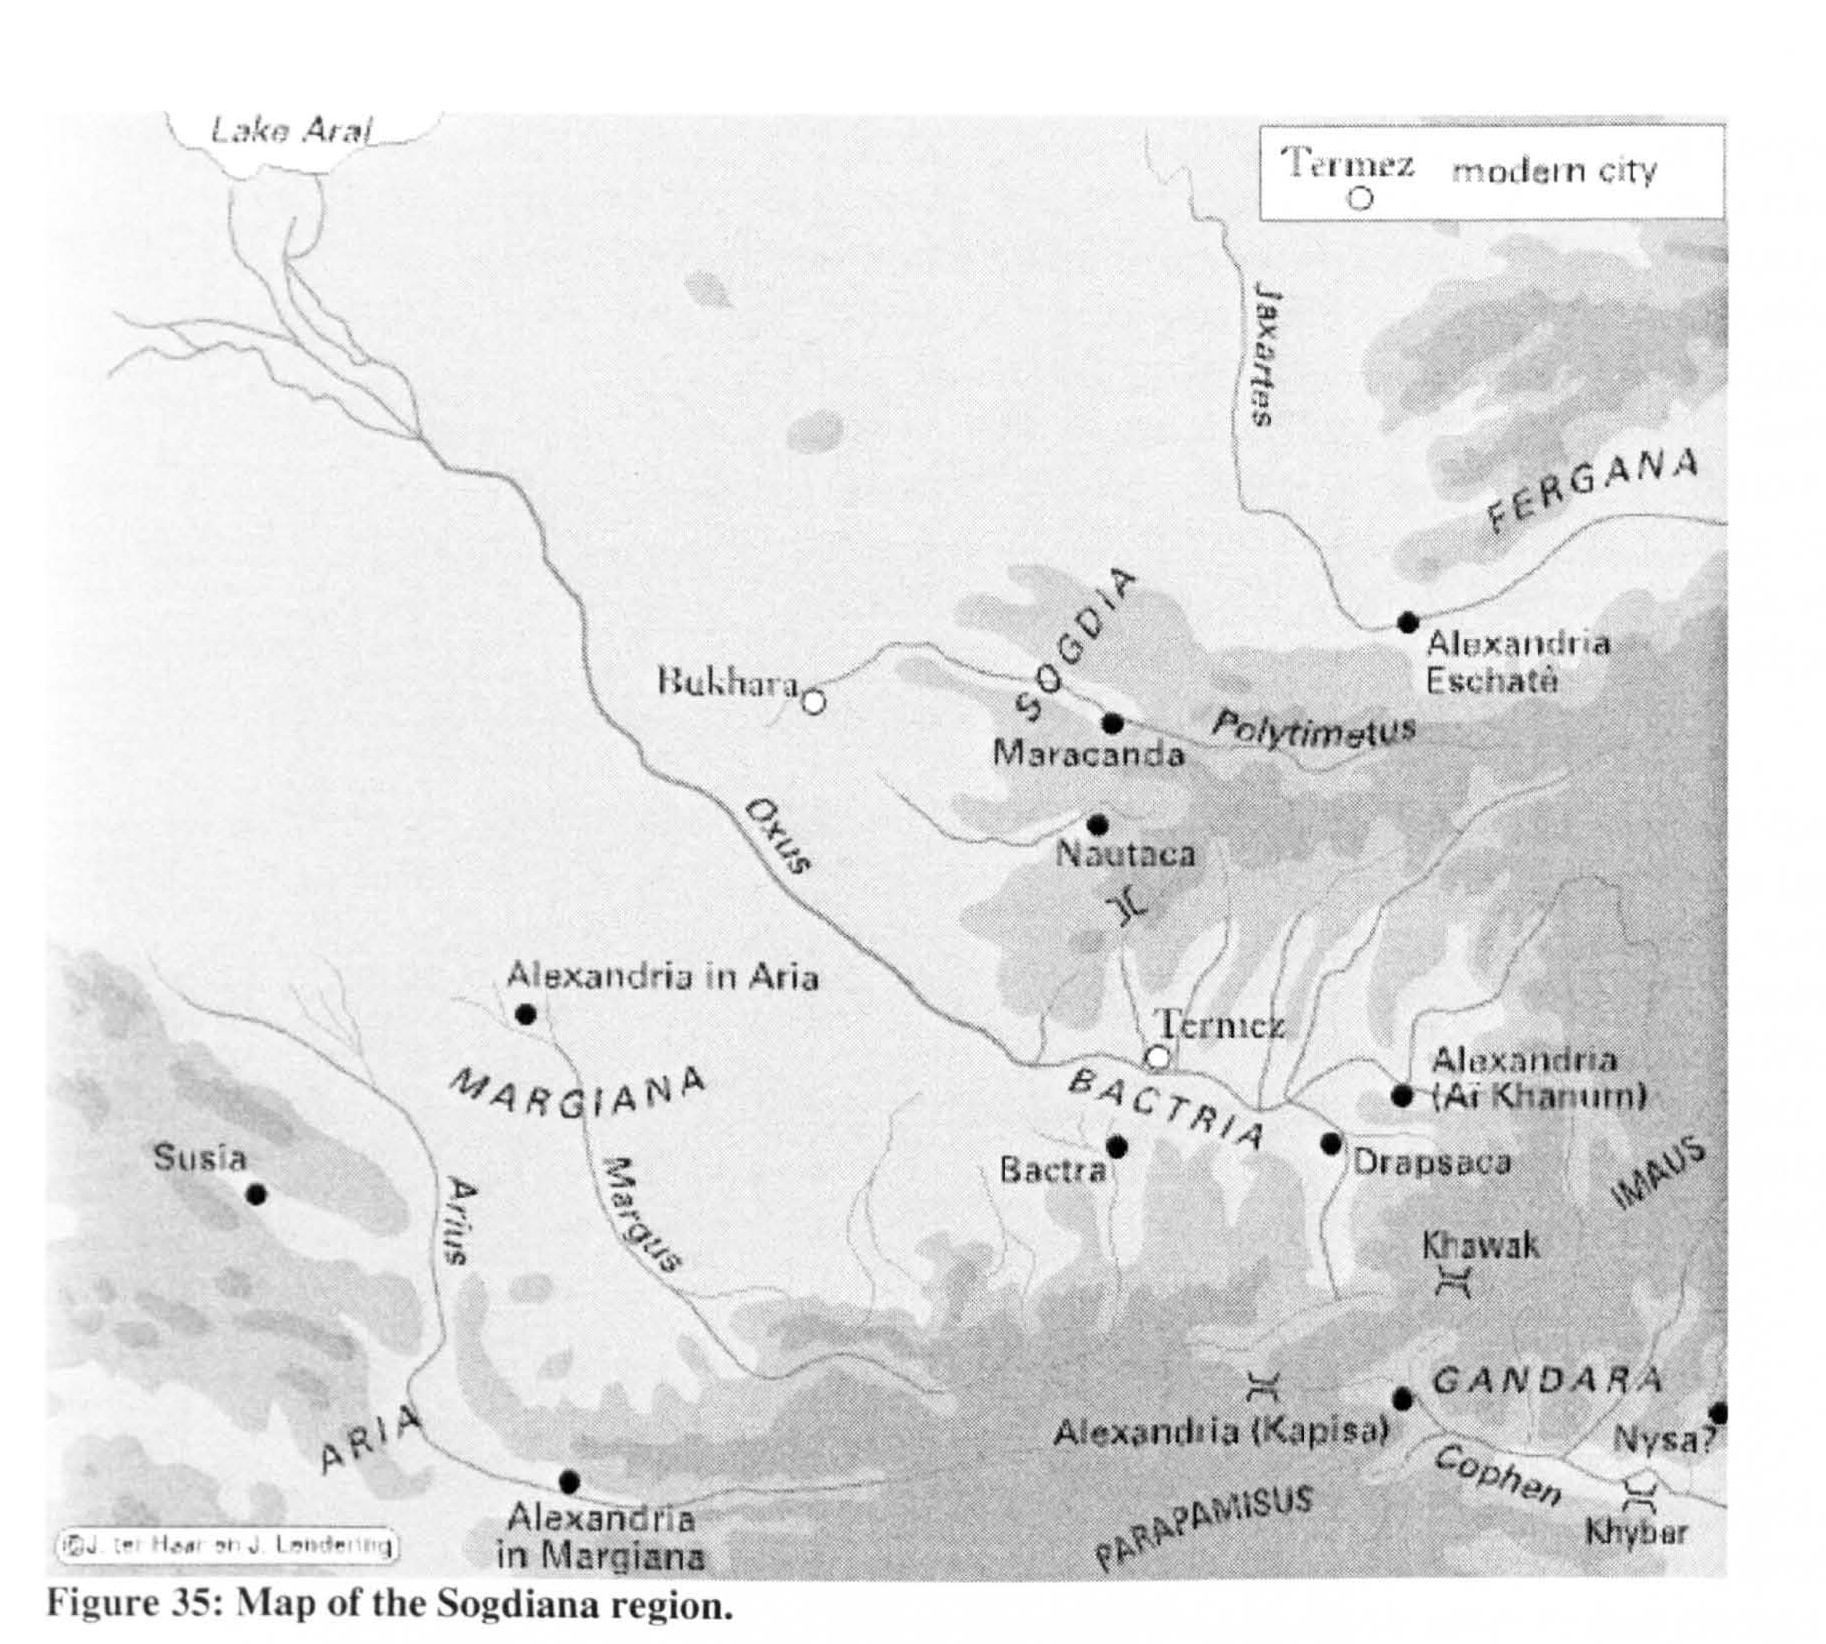 Lake Aral
Termez modern city
Jaxartes
FERGANA
SOGDIA
Alexandria
Eschatê
Bukhara
Polytimetus
Maracanda
Oxus
Nautaca
Alexandria in Aria
Termez
MARGIANA
BACTRIA
Alexandria
(Aï Khanum)
Susia
Arius
Margus
Bactra
Drapsaca
IMAUS
Khawak
ARIA
GANDARA
Alexandria (Kapisa)
Nysa?
Cophen
Alexandria
in Margiana
PARAPAMISUS
Khyber
©J. ter Haar en J. Lendering
Figure 35: Map of the Sogdiana region.